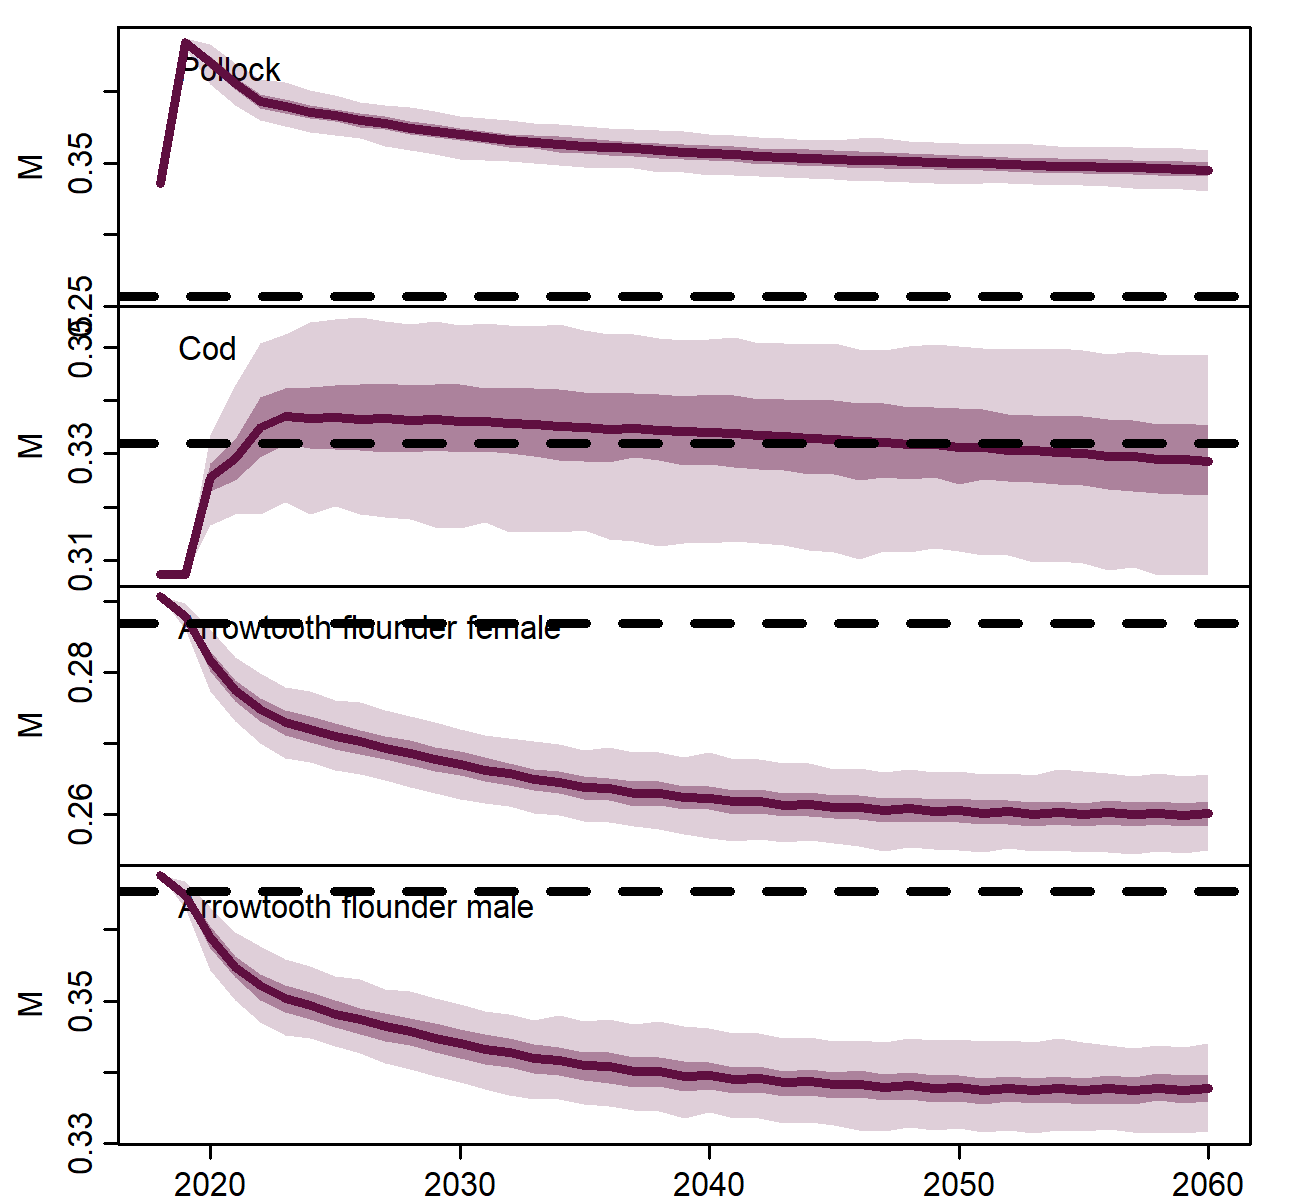 Pollock
M
0.35
0.25
Cod
M
0.35
0.33
0.31
Arrowtooth flounder female
M
0.28
0.26
Arrowtooth flounder male
M
0.35
0.33
2020 2030 2040 2050 2060